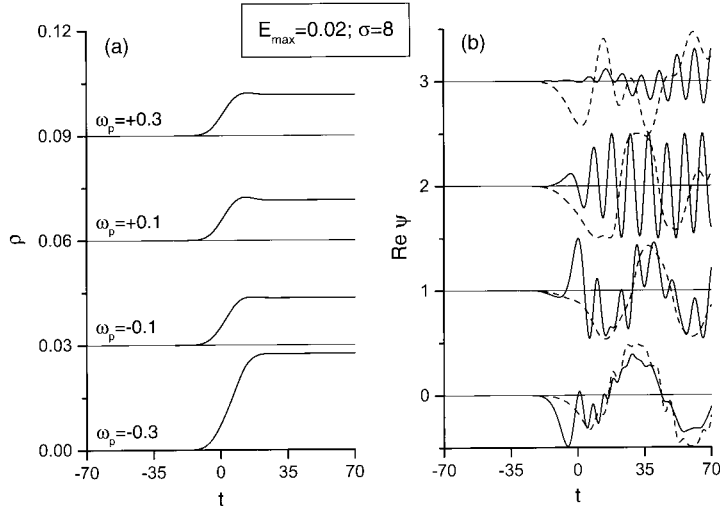 E_max=0.02; σ=8
(a)
(b)
0.12
0.09
0.06
0.03
0.00
ρ
ω_p=+0.3
ω_p=+0.1
ω_p=-0.1
ω_p=-0.3
-70 -35 0 35 70
t
Re ψ
3
2
1
0
-70 -35 0 35 70
t